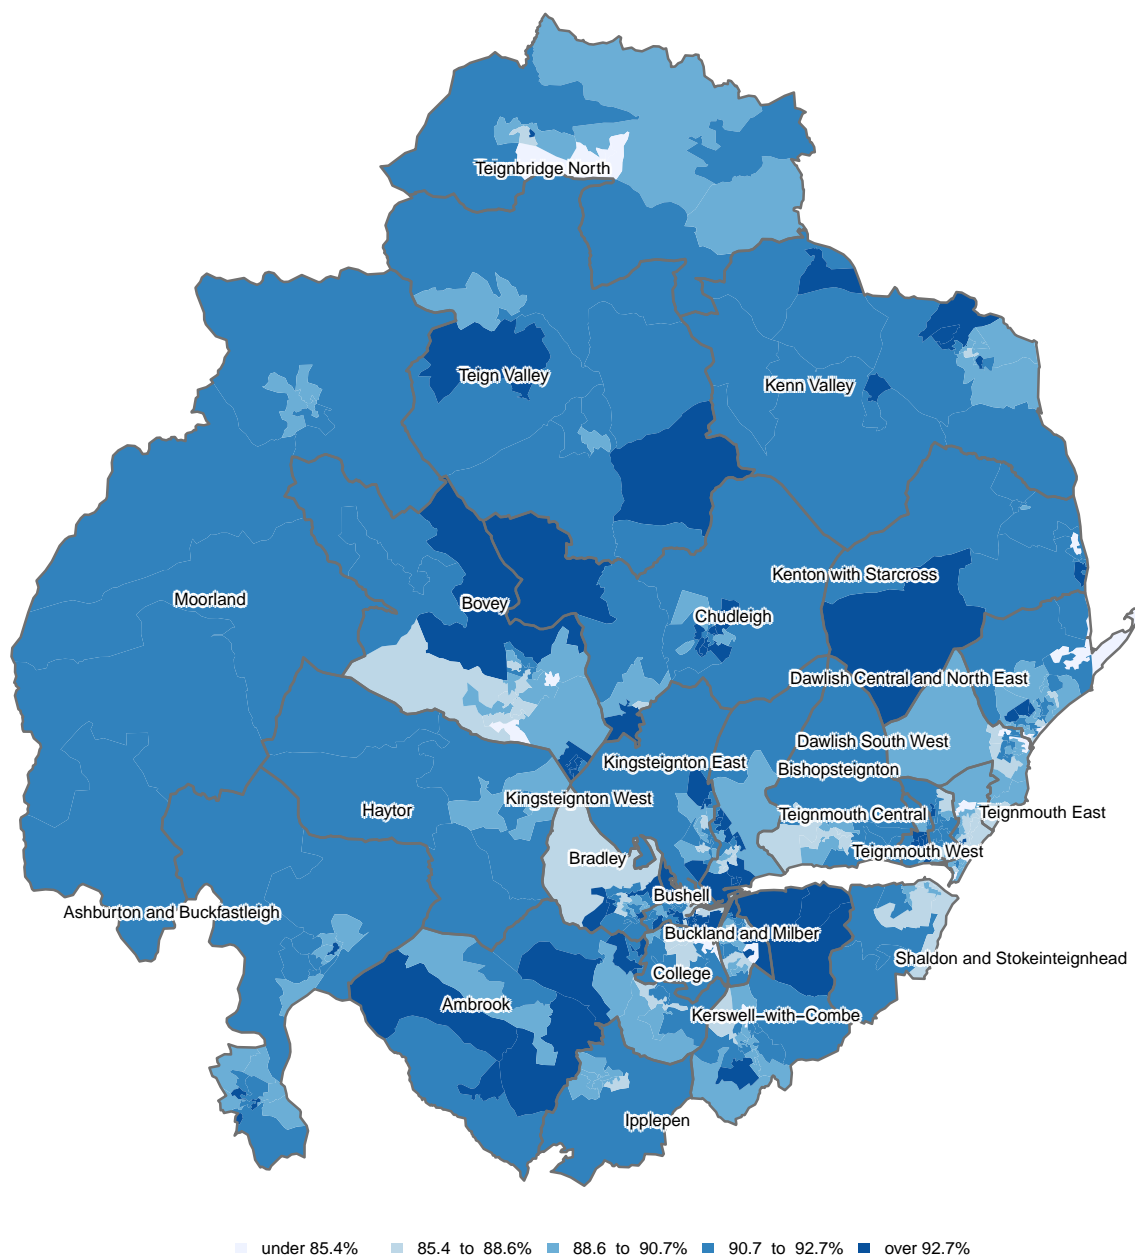 Teignbridge North
Teign Valley
Kenn Valley
Kenton with Starcross
Moorland
Bovey
Chudleigh
Dawlish Central and North East
Dawlish South West
Kingsteignton East
Bishopsteignton
Kingsteignton West
Haytor
Teignmouth Central
Teignmouth East
Teignmouth West
Bradley
Bushell
Ashburton and Buckfastleigh
Buckland and Milber
Shaldon and Stokeinteignhead
College
Ambrook
Kerswell−with−Combe
Ipplepen
under 85.4% 85.4 to 88.6% 88.6 to 90.7% 90.7 to 92.7% over 92.7%